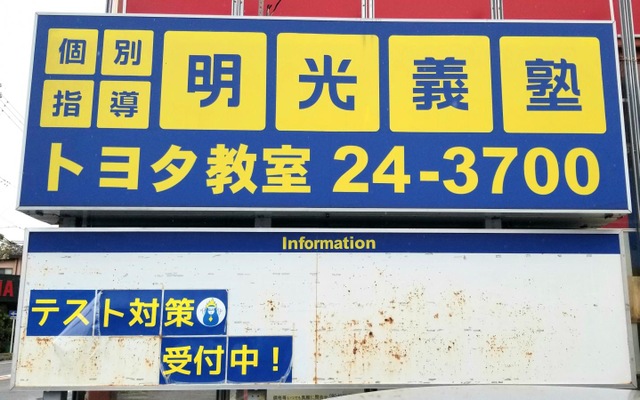 個別
指導
明光義塾
トヨタ教室 24-3700
Information
テスト対策
受付中！